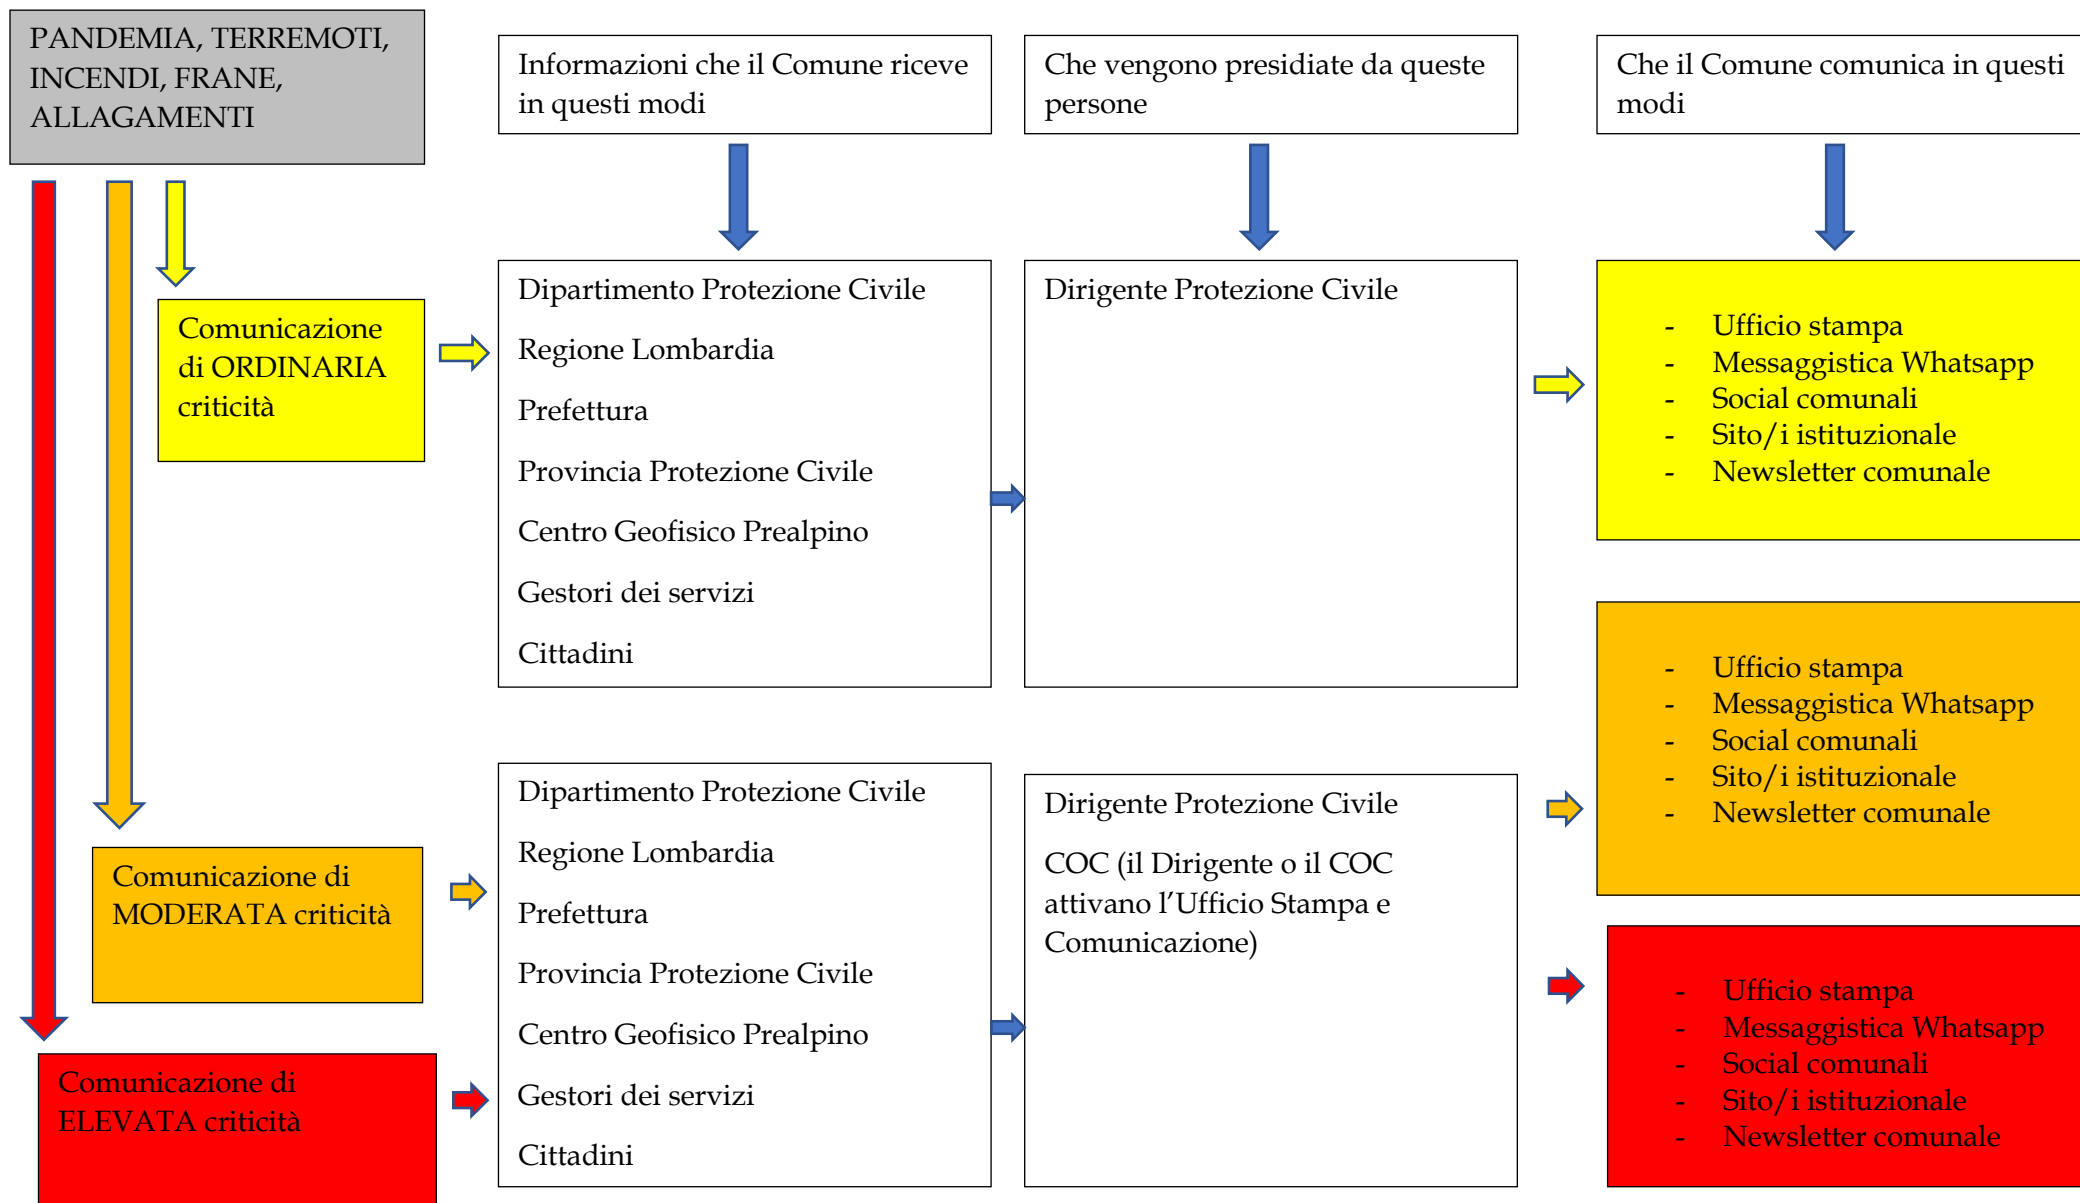 PANDEMIA, TERREMOTI,
INCENDI, FRANE,
ALLAGAMENTI
Informazioni che il Comune riceve
in questi modi
Che vengono presidiate da queste
persone
Che il Comune comunica in questi
modi
Comunicazione
di ORDINARIA
criticità
Dipartimento Protezione Civile
Regione Lombardia
Prefettura
Provincia Protezione Civile
Centro Geofisico Prealpino
Gestori dei servizi
Cittadini
Dirigente Protezione Civile
- Ufficio stampa
- Messaggistica Whatsapp
- Social comunali
- Sito/i istituzionale
- Newsletter comunale
Comunicazione di
MODERATA criticità
Comunicazione di
ELEVATA criticità
Dipartimento Protezione Civile
Regione Lombardia
Prefettura
Provincia Protezione Civile
Centro Geofisico Prealpino
Gestori dei servizi
Cittadini
Dirigente Protezione Civile
COC (il Dirigente o il COC
attivano l’Ufficio Stampa e
Comunicazione)
- Ufficio stampa
- Messaggistica Whatsapp
- Social comunali
- Sito/i istituzionale
- Newsletter comunale
- Ufficio stampa
- Messaggistica Whatsapp
- Social comunali
- Sito/i istituzionale
- Newsletter comunale